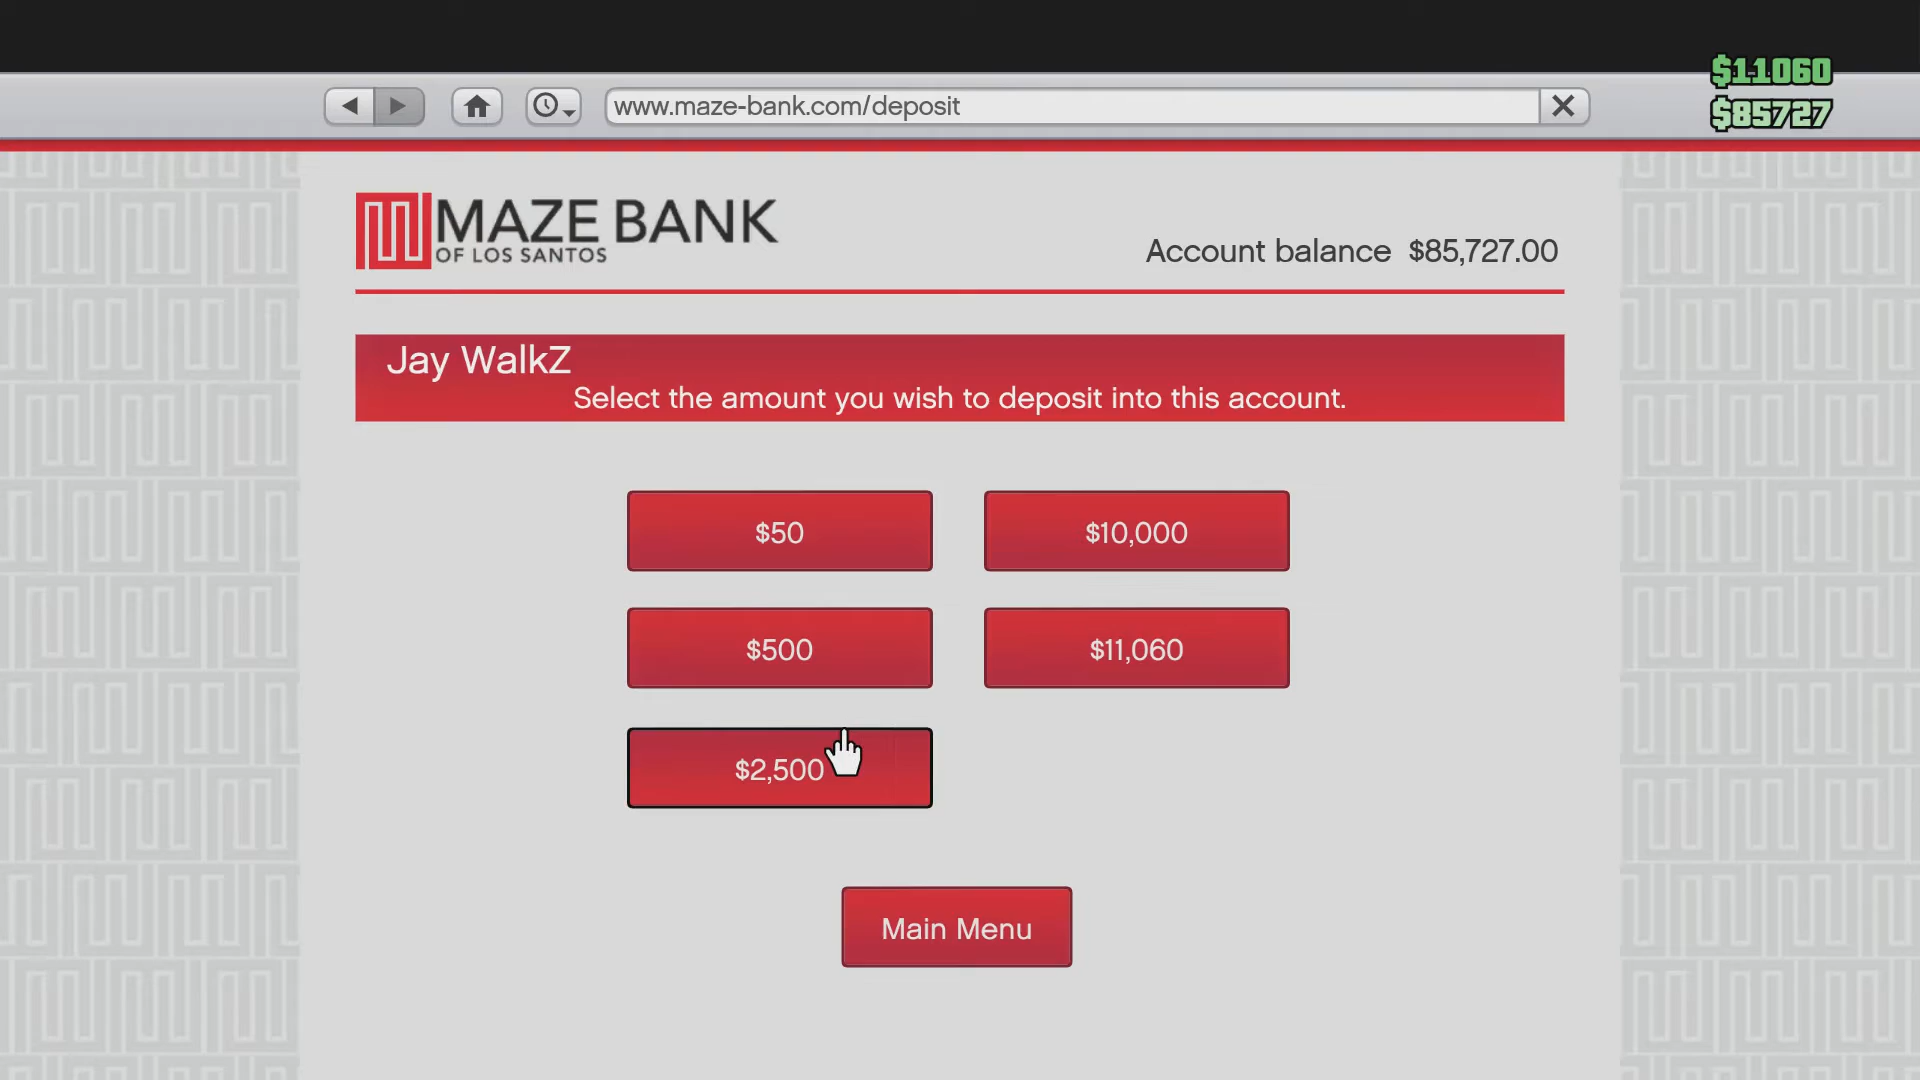 $11060
www.maze-bank.com/deposit
$85727
MAZE BANK
OF LOS SANTOS
Account balance $85,727.00
Jay WalkZ
Select the amount you wish to deposit into this account.
$50
$10,000
$500
$11,060
$2,500
Main Menu